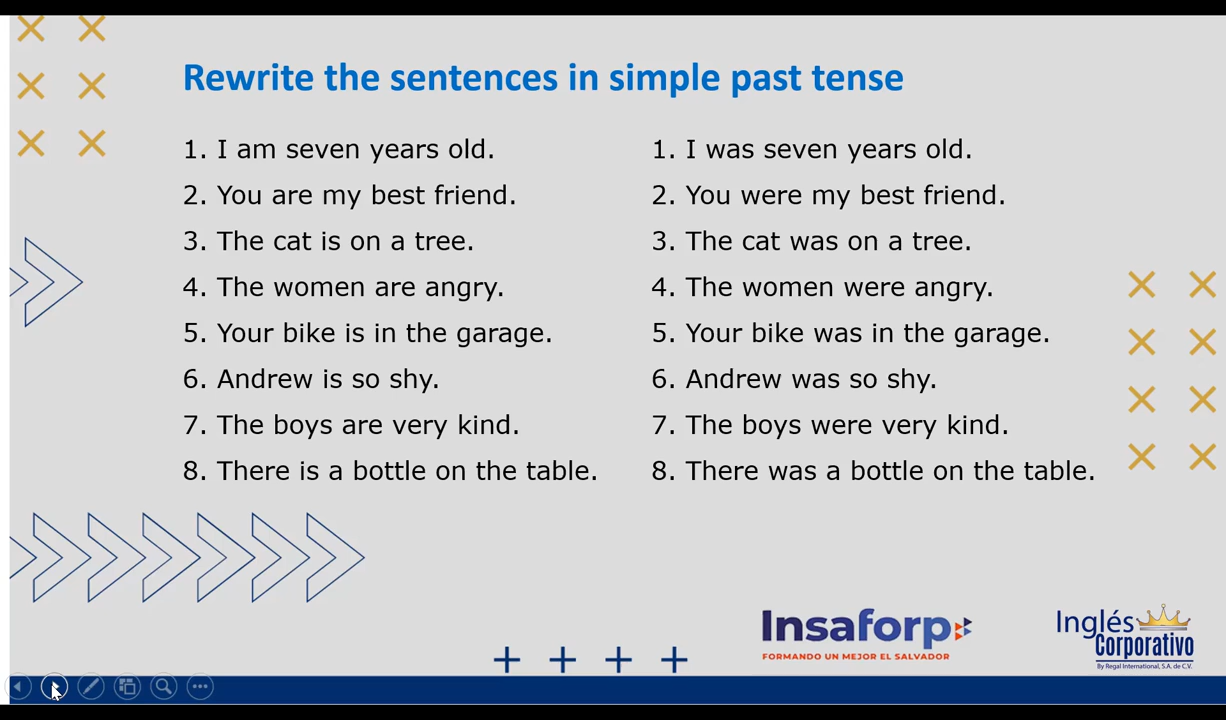 Rewrite the sentences in simple past tense
1. I am seven years old.
2. You are my best friend.
3. The cat is on a tree.
4. The women are angry.
5. Your bike is in the garage.
6. Andrew is so shy.
7. The boys are very kind.
8. There is a bottle on the table.
1. I was seven years old.
2. You were my best friend.
3. The cat was on a tree.
4. The women were angry.
5. Your bike was in the garage.
6. Andrew was so shy.
7. The boys were very kind.
8. There was a bottle on the table.
Insaforp
FORMANDO UN MEJOR EL SALVADOR
Inglés
Corporativo
By Regal International, S.A. de C.V.